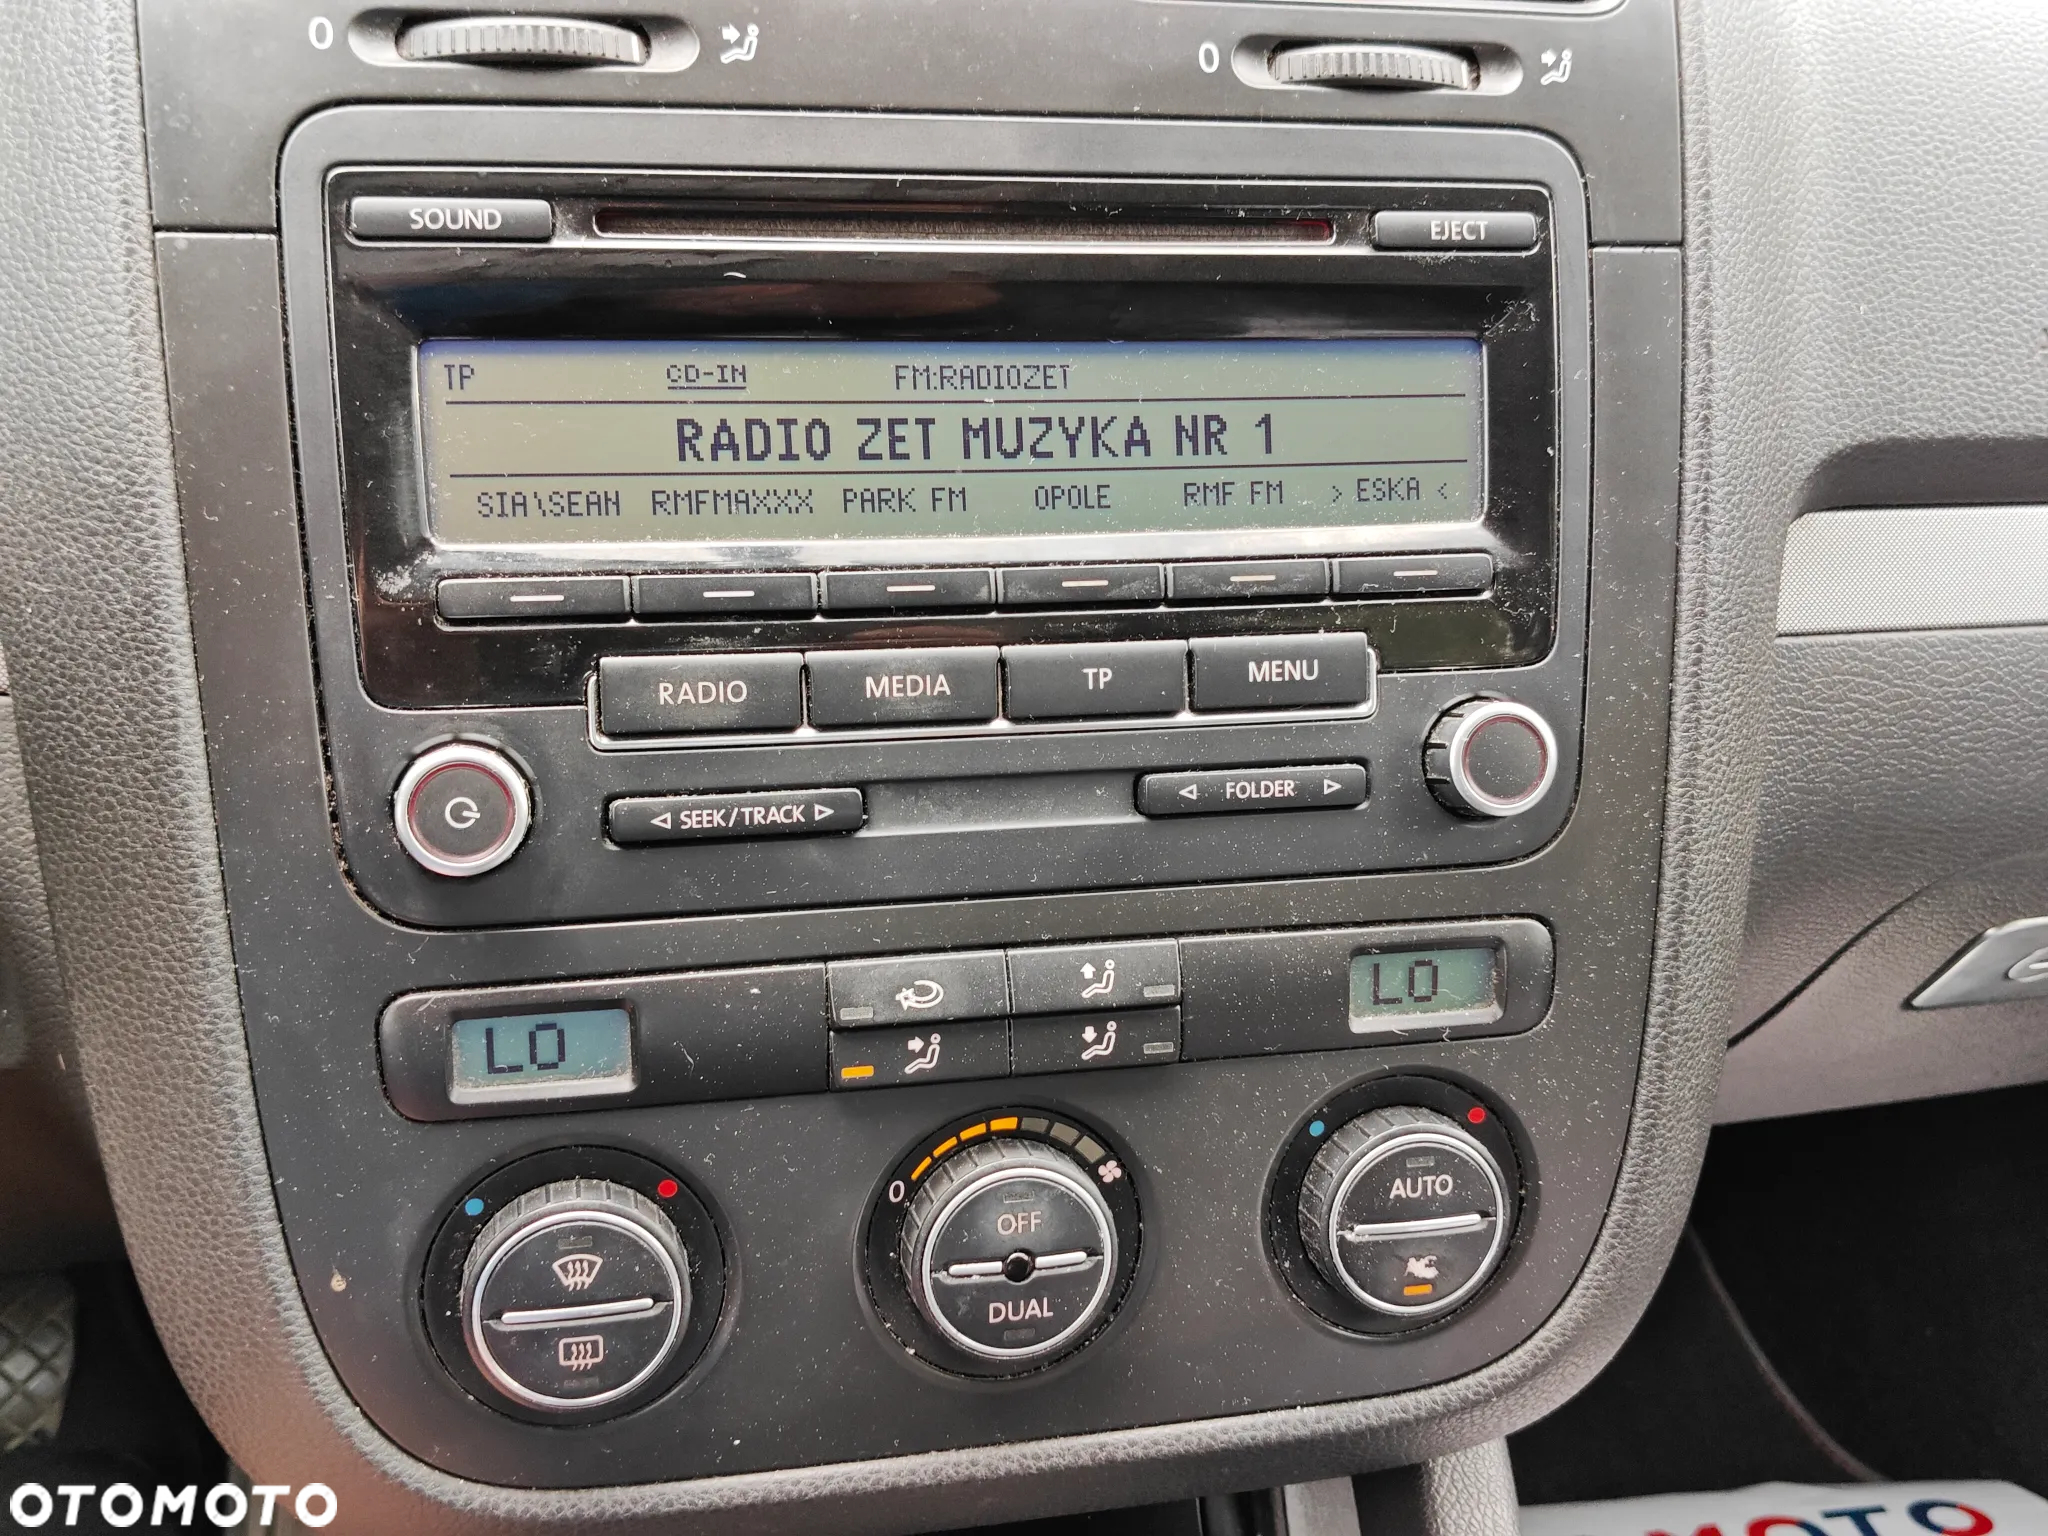 0 0
SOUND EJECT
TP CD-IN FM:RADIOZET
RADIO ZET MUZYKA NR 1
SIA\SEAN RMFMAXXX PARK FM OPOLE RMF FM > ESKA <
RADIO MEDIA TP MENU
SEEK/TRACK FOLDER
LO LO
0
OFF AUTO
DUAL
OTOMOTO
MOTO